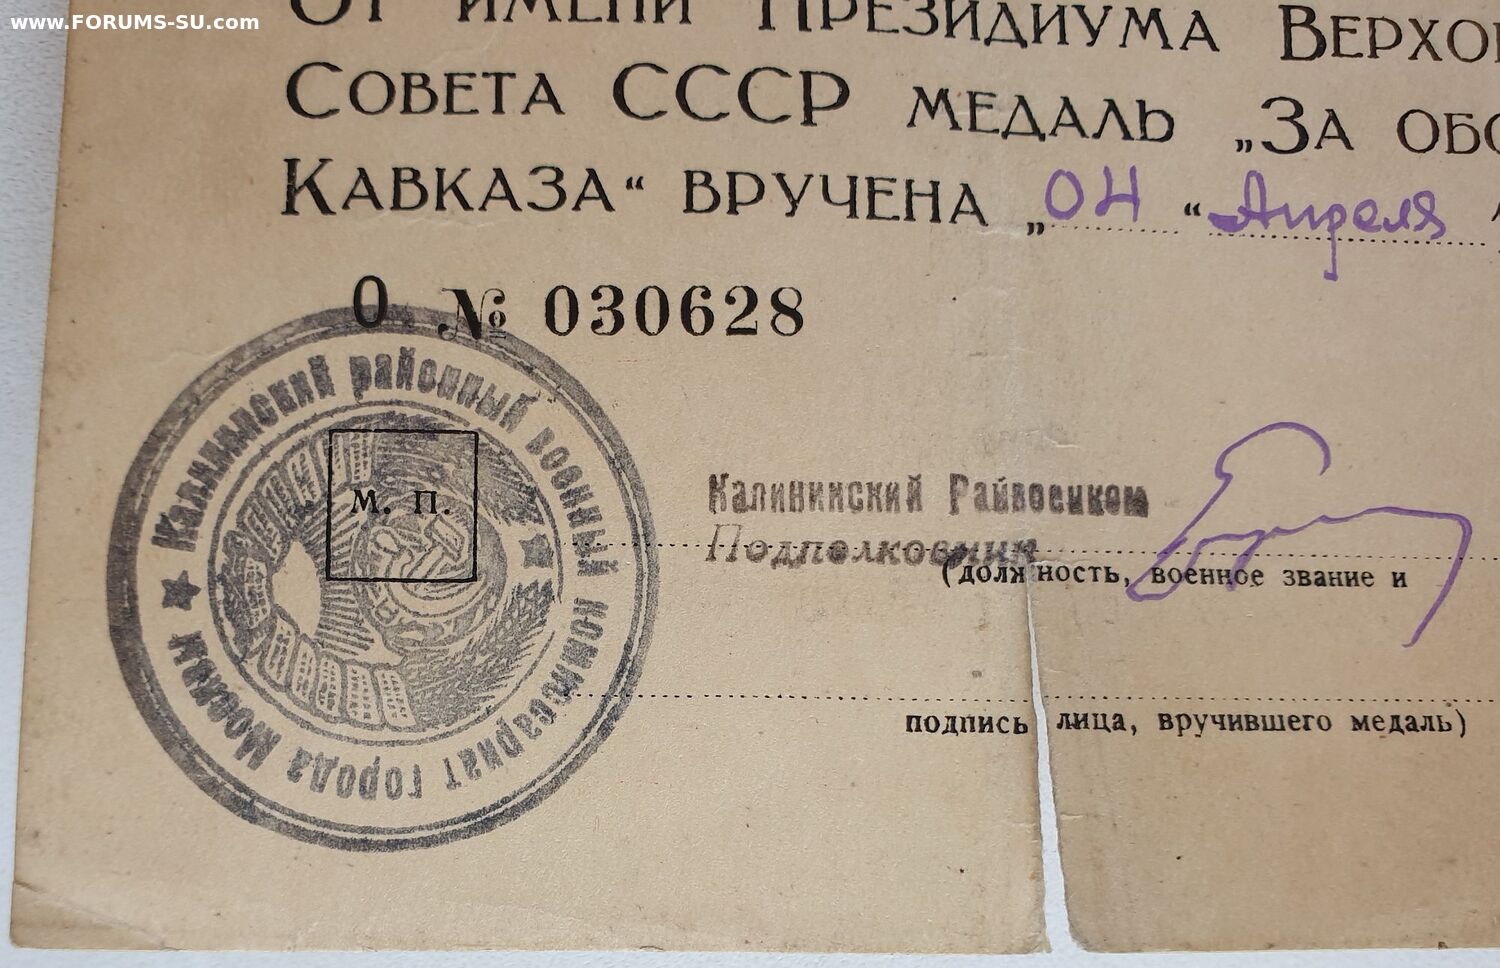 www.FORUMS-SU.com
От имени Президиума Верхо
Совета СССР медаль „За обо
Кавказа“ вручена „04“ Апреля
О № 030628
Калининский районный военный комиссариат города Москвы
М. П.
Калининский Райвоенком
Подполковник
(должность, военное звание и
подпись лица, вручившего медаль)